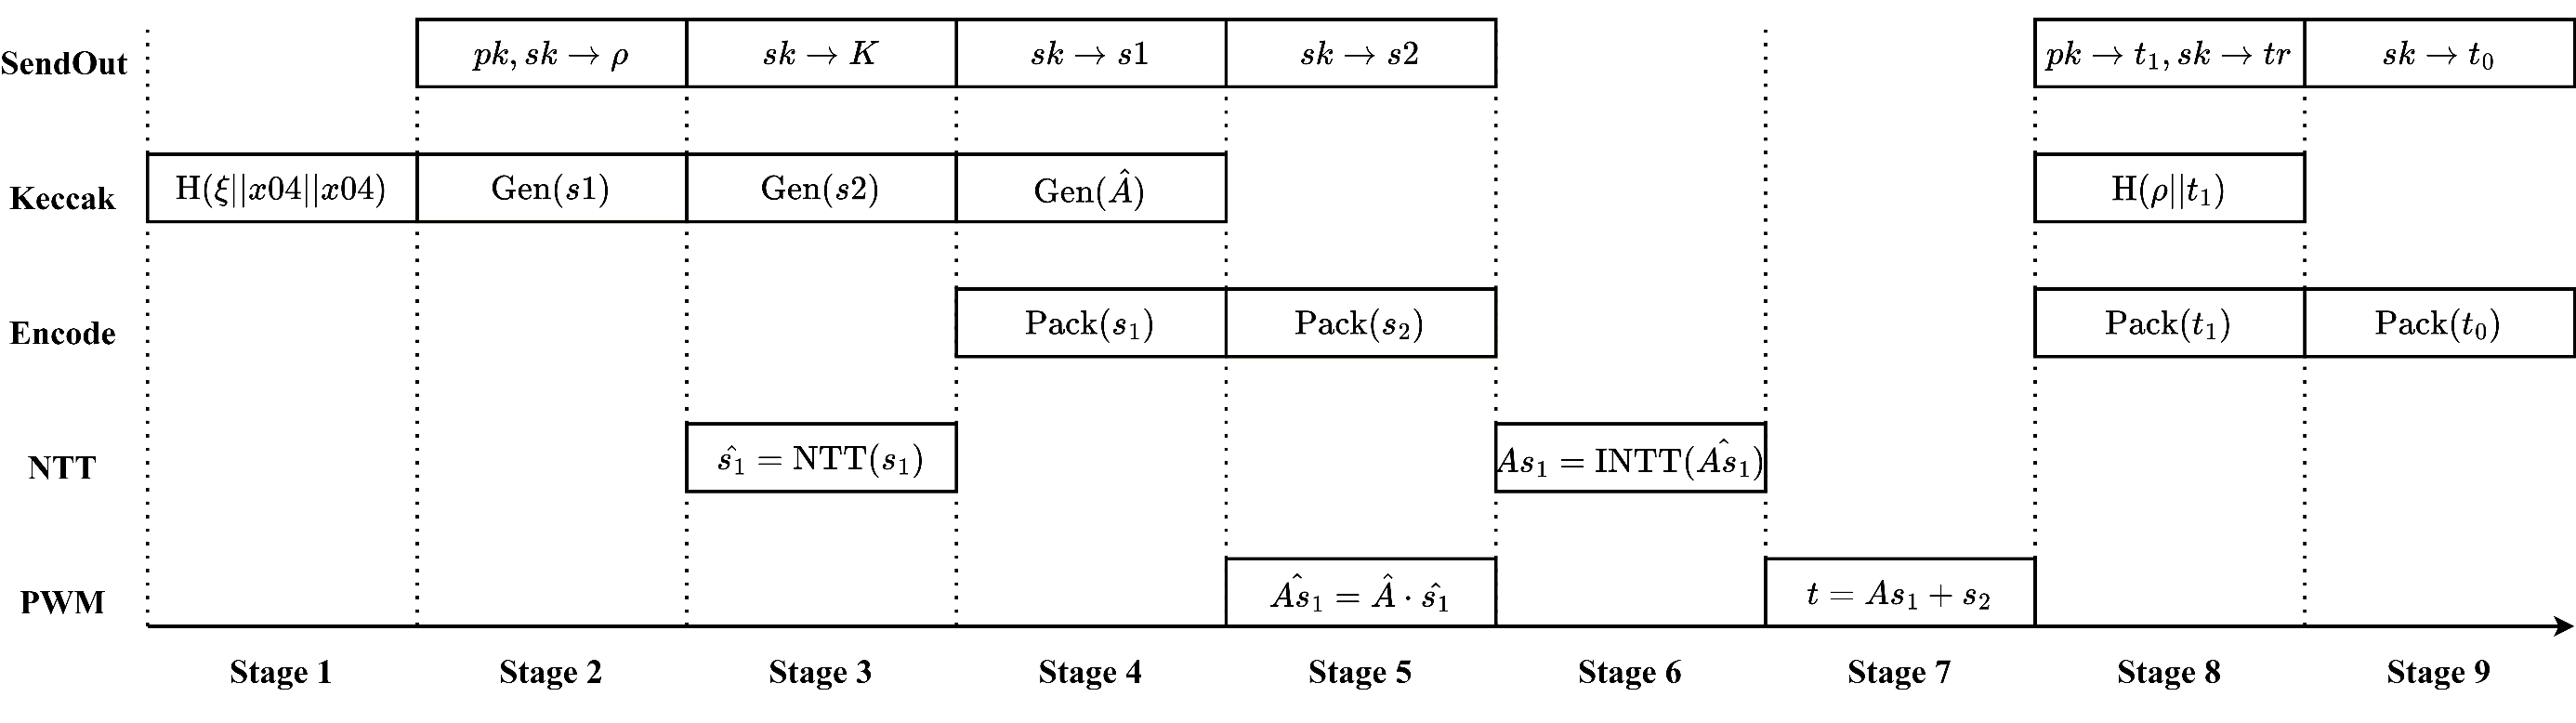 SendOut
pk, sk → ρ
sk → K
sk → s1
sk → s2
pk → t₁, sk → tr
sk → t₀
Keccak
H(ξ||x04||x04)
Gen(s1)
Gen(s2)
Gen(Â)
H(ρ||t₁)
Encode
Pack(s₁)
Pack(s₂)
Pack(t₁)
Pack(t₀)
NTT
ŝ₁ = NTT(s₁)
As₁ = INTT(Âs₁)
PWM
Âs₁ = Â · ŝ₁
t = As₁ + s₂
Stage 1
Stage 2
Stage 3
Stage 4
Stage 5
Stage 6
Stage 7
Stage 8
Stage 9